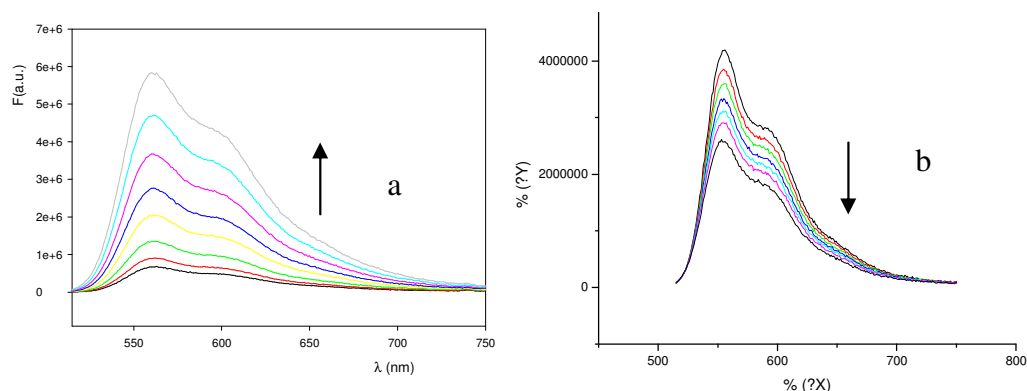 7e+6
6e+6
5e+6
4e+6
3e+6
2e+6
1e+6
0
F(a.u.)
550 600 650 700 750
λ (nm)
a
4000000
2000000
0
% (?Y)
500 600 700 800
% (?X)
b